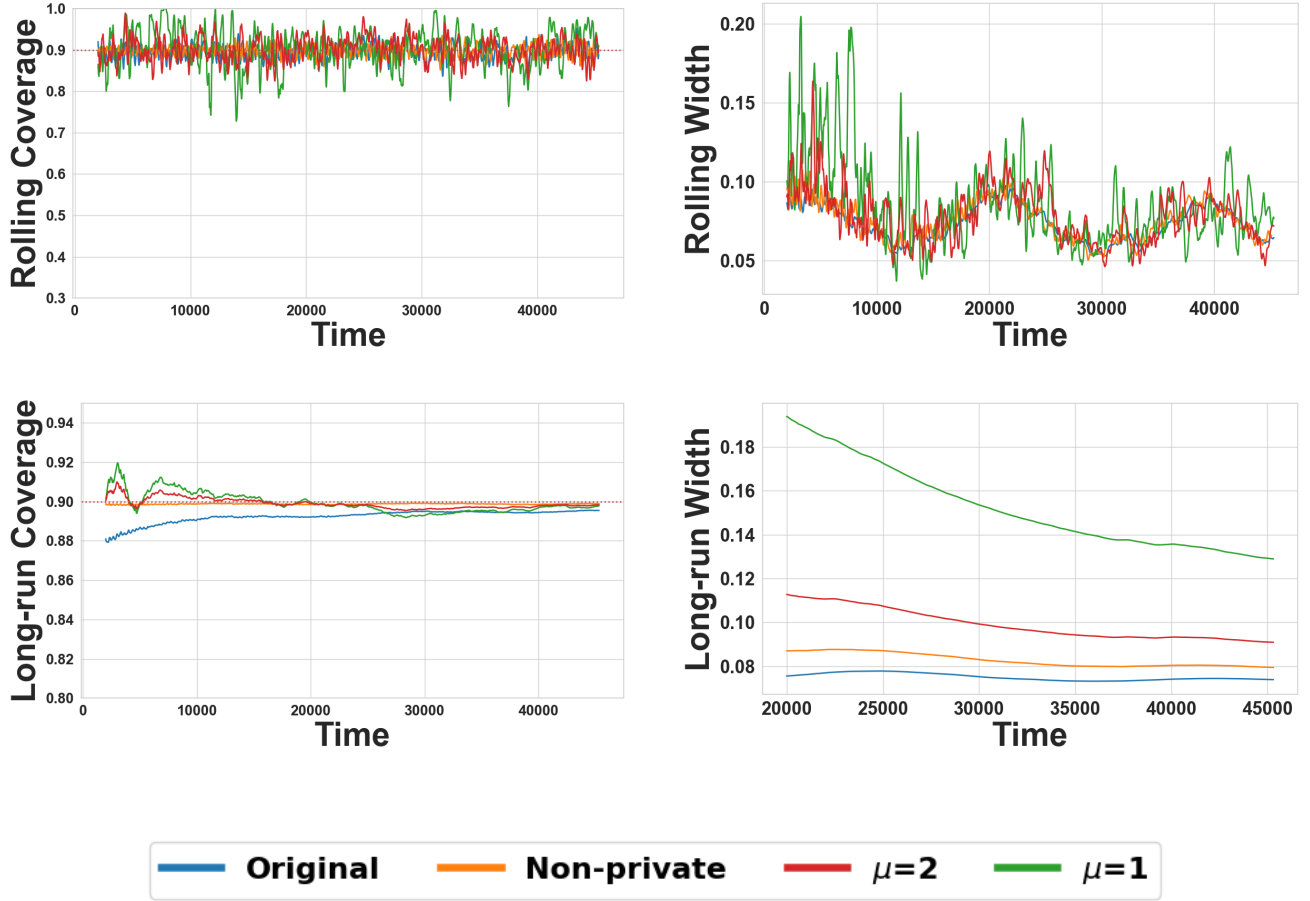 Rolling Coverage
1.0
0.9
0.8
0.7
0.6
0.5
0.4
0.3
0 10000 20000 30000 40000
Time
Rolling Width
0.20
0.15
0.10
0.05
0 10000 20000 30000 40000
Time
Long-run Coverage
0.94
0.92
0.90
0.88
0.86
0.84
0.82
0.80
0 10000 20000 30000 40000
Time
Long-run Width
0.18
0.16
0.14
0.12
0.10
0.08
20000 25000 30000 35000 40000 45000
Time
Original Non-private μ=2 μ=1